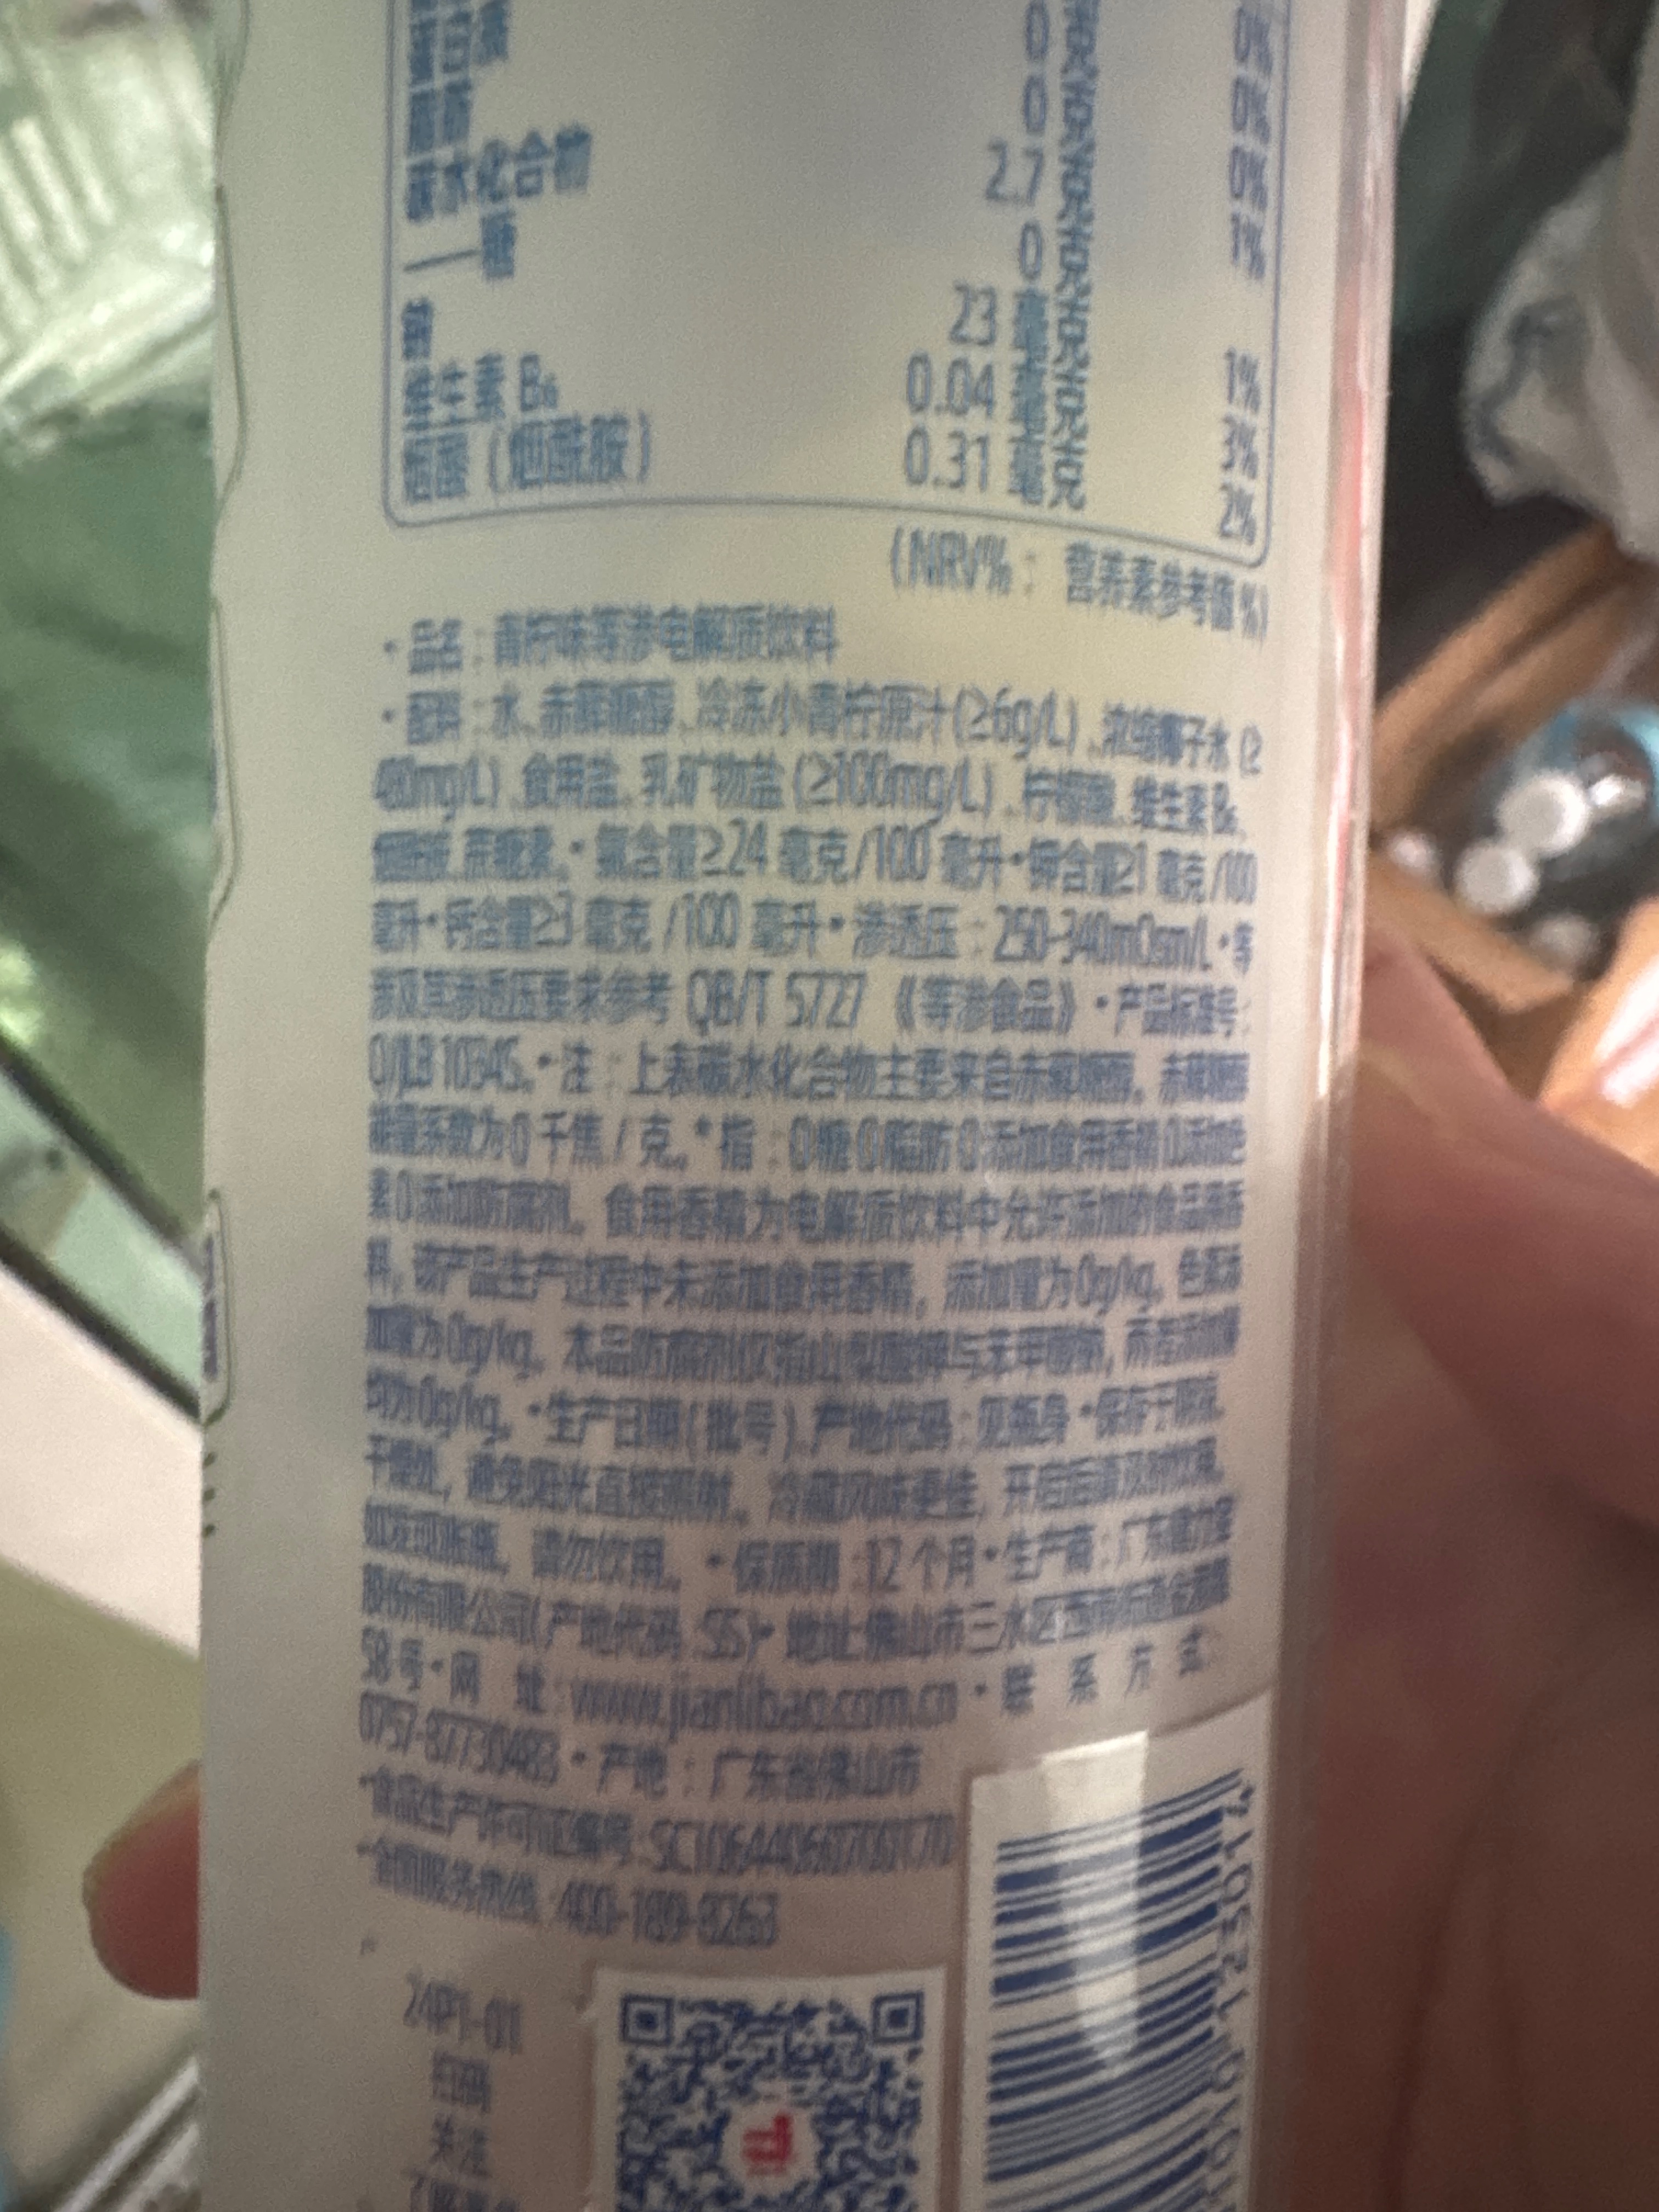 蛋白质 0 克 0%
脂肪 0 克 0%
碳水化合物 2.7 克 1%
——糖 0 克
钠 23 毫克 1%
维生素 B₆ 0.04 毫克 3%
烟酸（烟酰胺） 0.31 毫克 2%
(NRV%: 营养素参考值%)
·品名:青柠味等渗电解质饮料
·配料:水、赤藓糖醇、冷冻小青柠原汁(≥6g/L)、浓缩椰子水(≥
mg/L)、食用盐、乳矿物盐(≥300mg/L)、柠檬酸、维生素B₆、
烟酰胺、蔗糖素。·氯含量≥24 毫克/100 毫升·钾含量≥1 毫克/100
毫升·钙含量≥3 毫克/100 毫升·渗透压:250-340mOsm/L·等
渗及其渗透压要求参考 QB/T 5727 《等渗食品》·产品标准号:
Q/JLB 1034S。·注:上表碳水化合物主要来自赤藓糖醇,赤藓糖醇
能量系数为0 千焦/克。*指:0糖0脂肪0添加食用香精0添加色
素0添加防腐剂。食用香精为电解质饮料中允许添加的食品用香
料,该产品生产过程中未添加食用香精,添加量为0g/kg。色素添
加量为0g/kg。本品防腐剂仅指山梨酸钾与苯甲酸钠,两者添加量
均为0g/kg。·生产日期(批号)、产地代码:见瓶身·保存于阴凉、
干燥处,避免阳光直接照射。冷藏风味更佳,开启后请及时饮用。
如发现胀瓶,请勿饮用。·保质期:12个月·生产商:广东健力宝
股份有限公司(产地代码:SS)·地址:佛山市三水区西南街道
58号·网 址:www.jianlibao.com.cn·联 系 方 式:
0757-87736483·产地:广东省佛山市
·食品生产许可证编号:
·全国服务热线:400-180-8263
24P1-01
扫码
关注